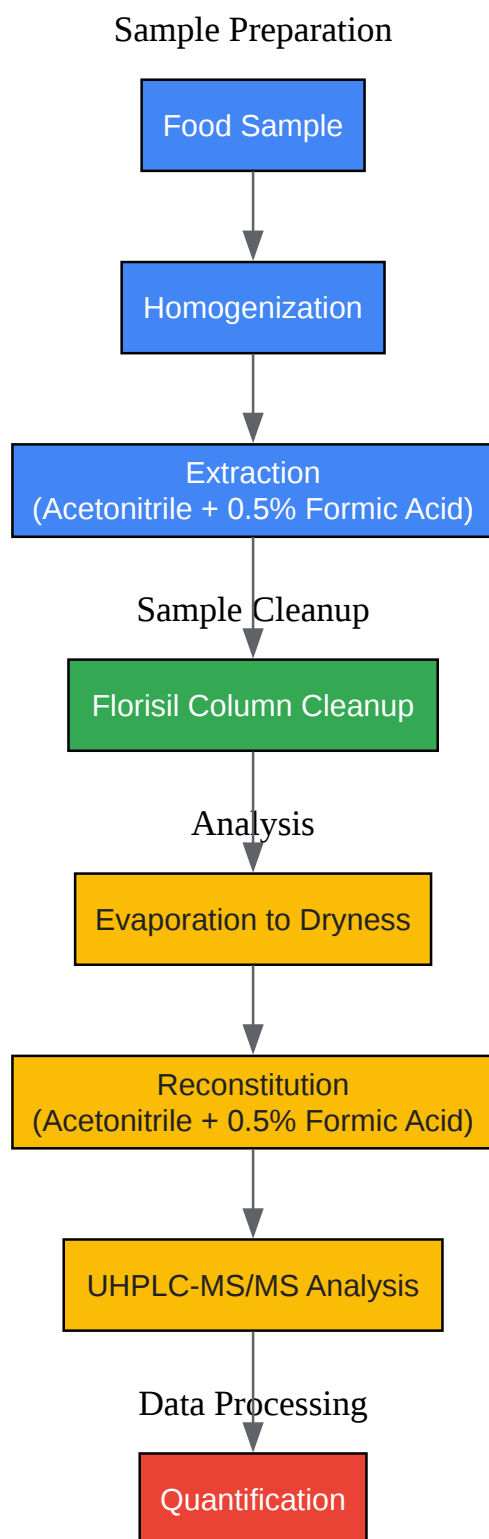 Sample Preparation
Food Sample
Homogenization
Extraction
(Acetonitrile + 0.5% Formic Acid)
Sample Cleanup
Florisil Column Cleanup
Analysis
Evaporation to Dryness
Reconstitution
(Acetonitrile + 0.5% Formic Acid)
UHPLC-MS/MS Analysis
Data Processing
Quantification